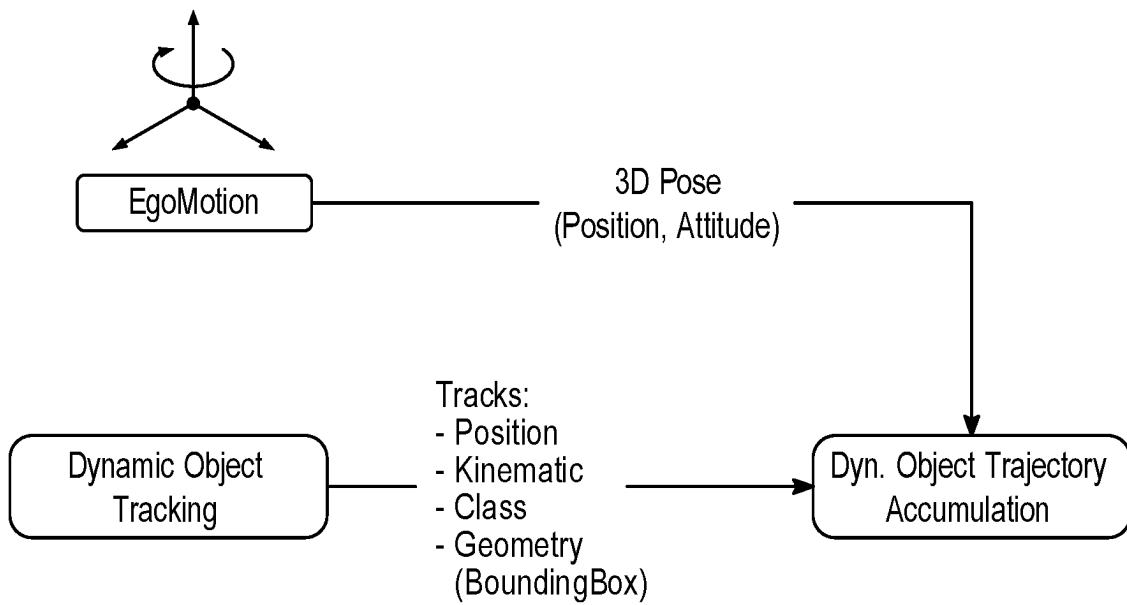 EgoMotion
3D Pose
(Position, Attitude)
Dynamic Object
Tracking
Tracks:
- Position
- Kinematic
- Class
- Geometry
(BoundingBox)
Dyn. Object Trajectory
Accumulation